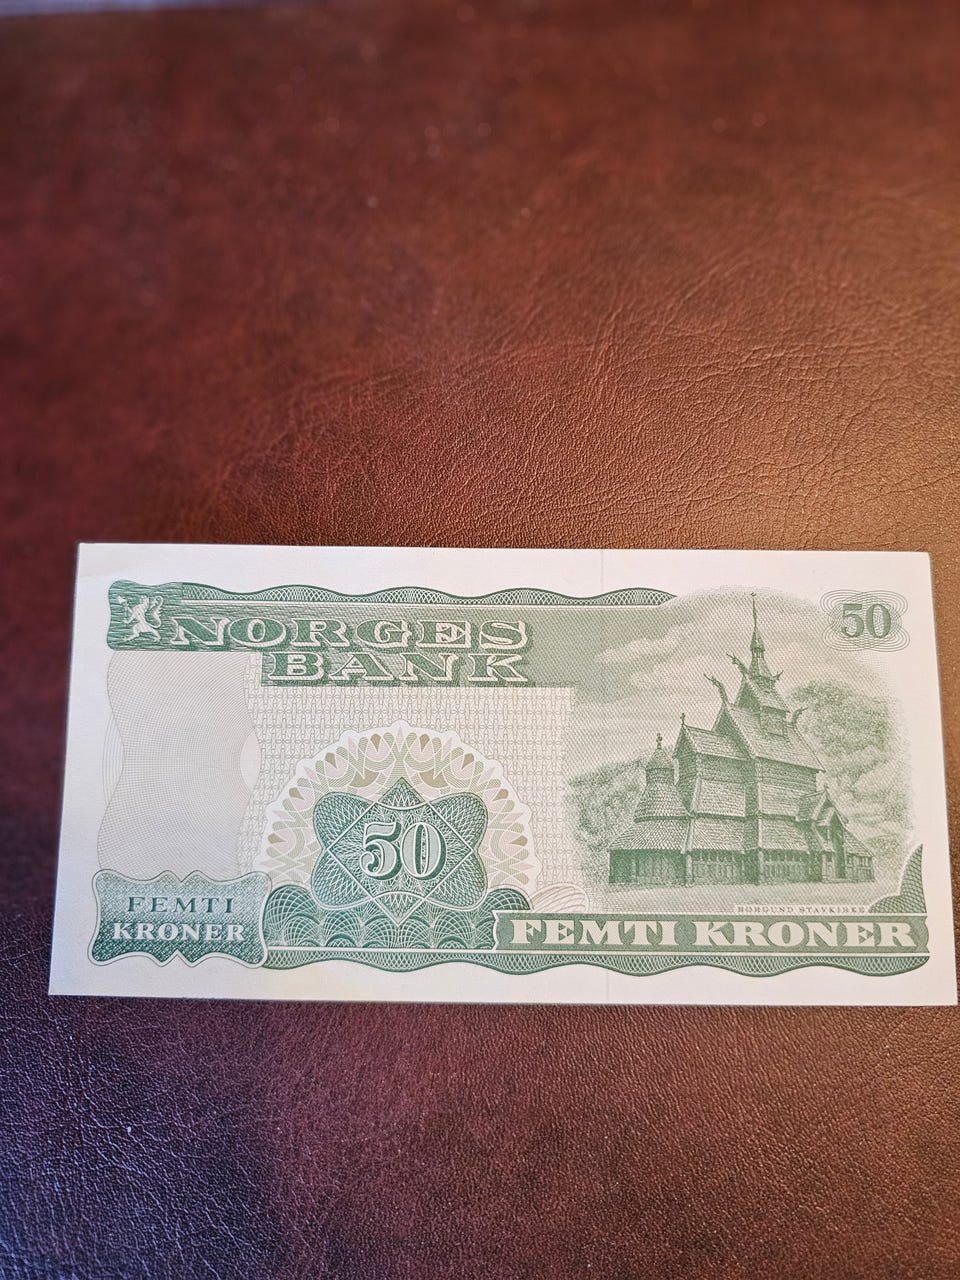 NORGES
BANK
50
50
BORGUND STAVKIRKE
FEMTI
KRONER
FEMTI KRONER